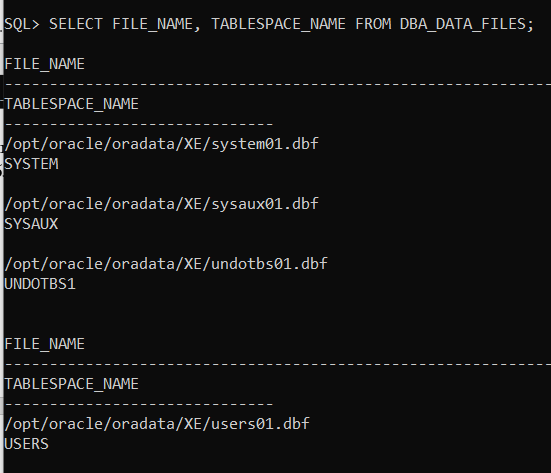 SQL> SELECT FILE_NAME, TABLESPACE_NAME FROM DBA_DATA_FILES;
FILE_NAME
--------------------------------------------------------------------------------
TABLESPACE_NAME
------------------------------
/opt/oracle/oradata/XE/system01.dbf
SYSTEM
/opt/oracle/oradata/XE/sysaux01.dbf
SYSAUX
/opt/oracle/oradata/XE/undotbs01.dbf
UNDOTBS1
FILE_NAME
--------------------------------------------------------------------------------
TABLESPACE_NAME
------------------------------
/opt/oracle/oradata/XE/users01.dbf
USERS